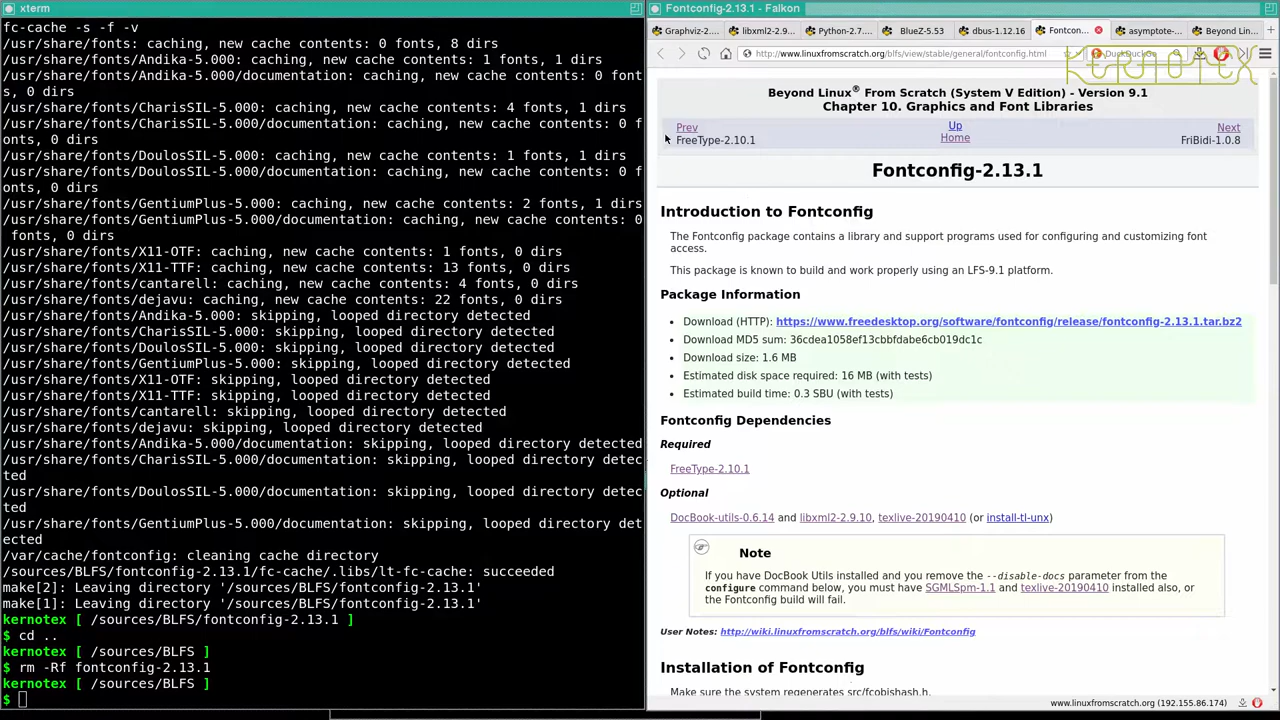 xterm
fc-cache -s -f -v
/usr/share/fonts: caching, new cache contents: 0 fonts, 8 dirs
/usr/share/fonts/Andika-5.000: caching, new cache contents: 1 fonts, 1 dirs
/usr/share/fonts/Andika-5.000/documentation: caching, new cache contents: 0 font
s, 0 dirs
/usr/share/fonts/CharisSIL-5.000: caching, new cache contents: 4 fonts, 1 dirs
/usr/share/fonts/CharisSIL-5.000/documentation: caching, new cache contents: 0 f
onts, 0 dirs
/usr/share/fonts/DoulosSIL-5.000: caching, new cache contents: 1 fonts, 1 dirs
/usr/share/fonts/DoulosSIL-5.000/documentation: caching, new cache contents: 0 f
onts, 0 dirs
/usr/share/fonts/GentiumPlus-5.000: caching, new cache contents: 2 fonts, 1 dirs
/usr/share/fonts/GentiumPlus-5.000/documentation: caching, new cache contents: 0
fonts, 0 dirs
/usr/share/fonts/X11-OTF: caching, new cache contents: 1 fonts, 0 dirs
/usr/share/fonts/X11-TTF: caching, new cache contents: 13 fonts, 0 dirs
/usr/share/fonts/cantarell: caching, new cache contents: 4 fonts, 0 dirs
/usr/share/fonts/dejavu: caching, new cache contents: 22 fonts, 0 dirs
/usr/share/fonts/Andika-5.000: skipping, looped directory detected
/usr/share/fonts/CharisSIL-5.000: skipping, looped directory detected
/usr/share/fonts/DoulosSIL-5.000: skipping, looped directory detected
/usr/share/fonts/GentiumPlus-5.000: skipping, looped directory detected
/usr/share/fonts/X11-OTF: skipping, looped directory detected
/usr/share/fonts/X11-TTF: skipping, looped directory detected
/usr/share/fonts/cantarell: skipping, looped directory detected
/usr/share/fonts/dejavu: skipping, looped directory detected
/usr/share/fonts/Andika-5.000/documentation: skipping, looped directory detected
/usr/share/fonts/CharisSIL-5.000/documentation: skipping, looped directory detec
ted
/usr/share/fonts/DoulosSIL-5.000/documentation: skipping, looped directory detec
ted
/usr/share/fonts/GentiumPlus-5.000/documentation: skipping, looped directory det
ected
/var/cache/fontconfig: cleaning cache directory
/sources/BLFS/fontconfig-2.13.1/fc-cache/.libs/lt-fc-cache: succeeded
make[2]: Leaving directory '/sources/BLFS/fontconfig-2.13.1'
make[1]: Leaving directory '/sources/BLFS/fontconfig-2.13.1'
kernotex [ /sources/BLFS/fontconfig-2.13.1 ]
$ cd ..
kernotex [ /sources/BLFS ]
$ rm -Rf fontconfig-2.13.1
kernotex [ /sources/BLFS ]
$
Fontconfig-2.13.1 - Falkon
Graphviz-2.... libxml2-2.9... Python-2.7.... BlueZ-5.53 dbus-1.12.16 Fontconfig... asymptote-... Beyond Lin...
http://www.linuxfromscratch.org/blfs/view/stable/general/fontconfig.html DuckDuckGo
KERNOTEX
Beyond Linux® From Scratch (System V Edition) - Version 9.1
Chapter 10. Graphics and Font Libraries
Prev Up Next
FreeType-2.10.1 Home FriBidi-1.0.8
Fontconfig-2.13.1
Introduction to Fontconfig
The Fontconfig package contains a library and support programs used for configuring and customizing font
access.
This package is known to build and work properly using an LFS-9.1 platform.
Package Information
• Download (HTTP): https://www.freedesktop.org/software/fontconfig/release/fontconfig-2.13.1.tar.bz2
• Download MD5 sum: 36cdea1058ef13cbbfdabe6cb019dc1c
• Download size: 1.6 MB
• Estimated disk space required: 16 MB (with tests)
• Estimated build time: 0.3 SBU (with tests)
Fontconfig Dependencies
Required
FreeType-2.10.1
Optional
DocBook-utils-0.6.14 and libxml2-2.9.10, texlive-20190410 (or install-tl-unx)
Note
If you have DocBook Utils installed and you remove the --disable-docs parameter from the
configure command below, you must have SGMLSpm-1.1 and texlive-20190410 installed also, or
the Fontconfig build will fail.
User Notes: http://wiki.linuxfromscratch.org/blfs/wiki/Fontconfig
Installation of Fontconfig
Make sure the system regenerates src/fcobjshash.h.
www.linuxfromscratch.org (192.155.86.174)